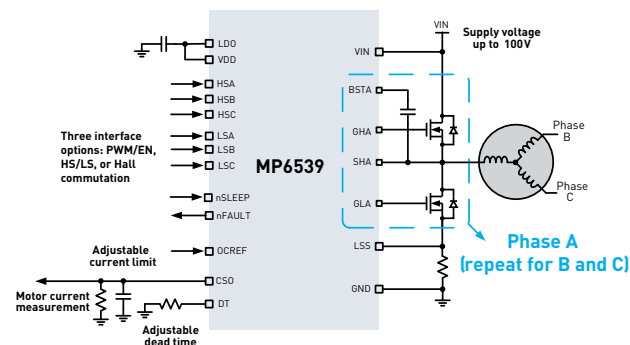 LDO
VDD
HSA
HSB
HSC
Three interface
options: PWM/EN,
HS/LS, or Hall
commutation
LSA
LSB
LSC
nSLEEP
nFAULT
OCREF
Adjustable
current limit
CSO
Motor current
measurement
DT
Adjustable
dead time
MP6539
VIN
BSTA
GHA
SHA
GLA
LSS
GND
VIN
Supply voltage
up to 100V
Phase
B
Phase
C
Phase A
(repeat for B and C)